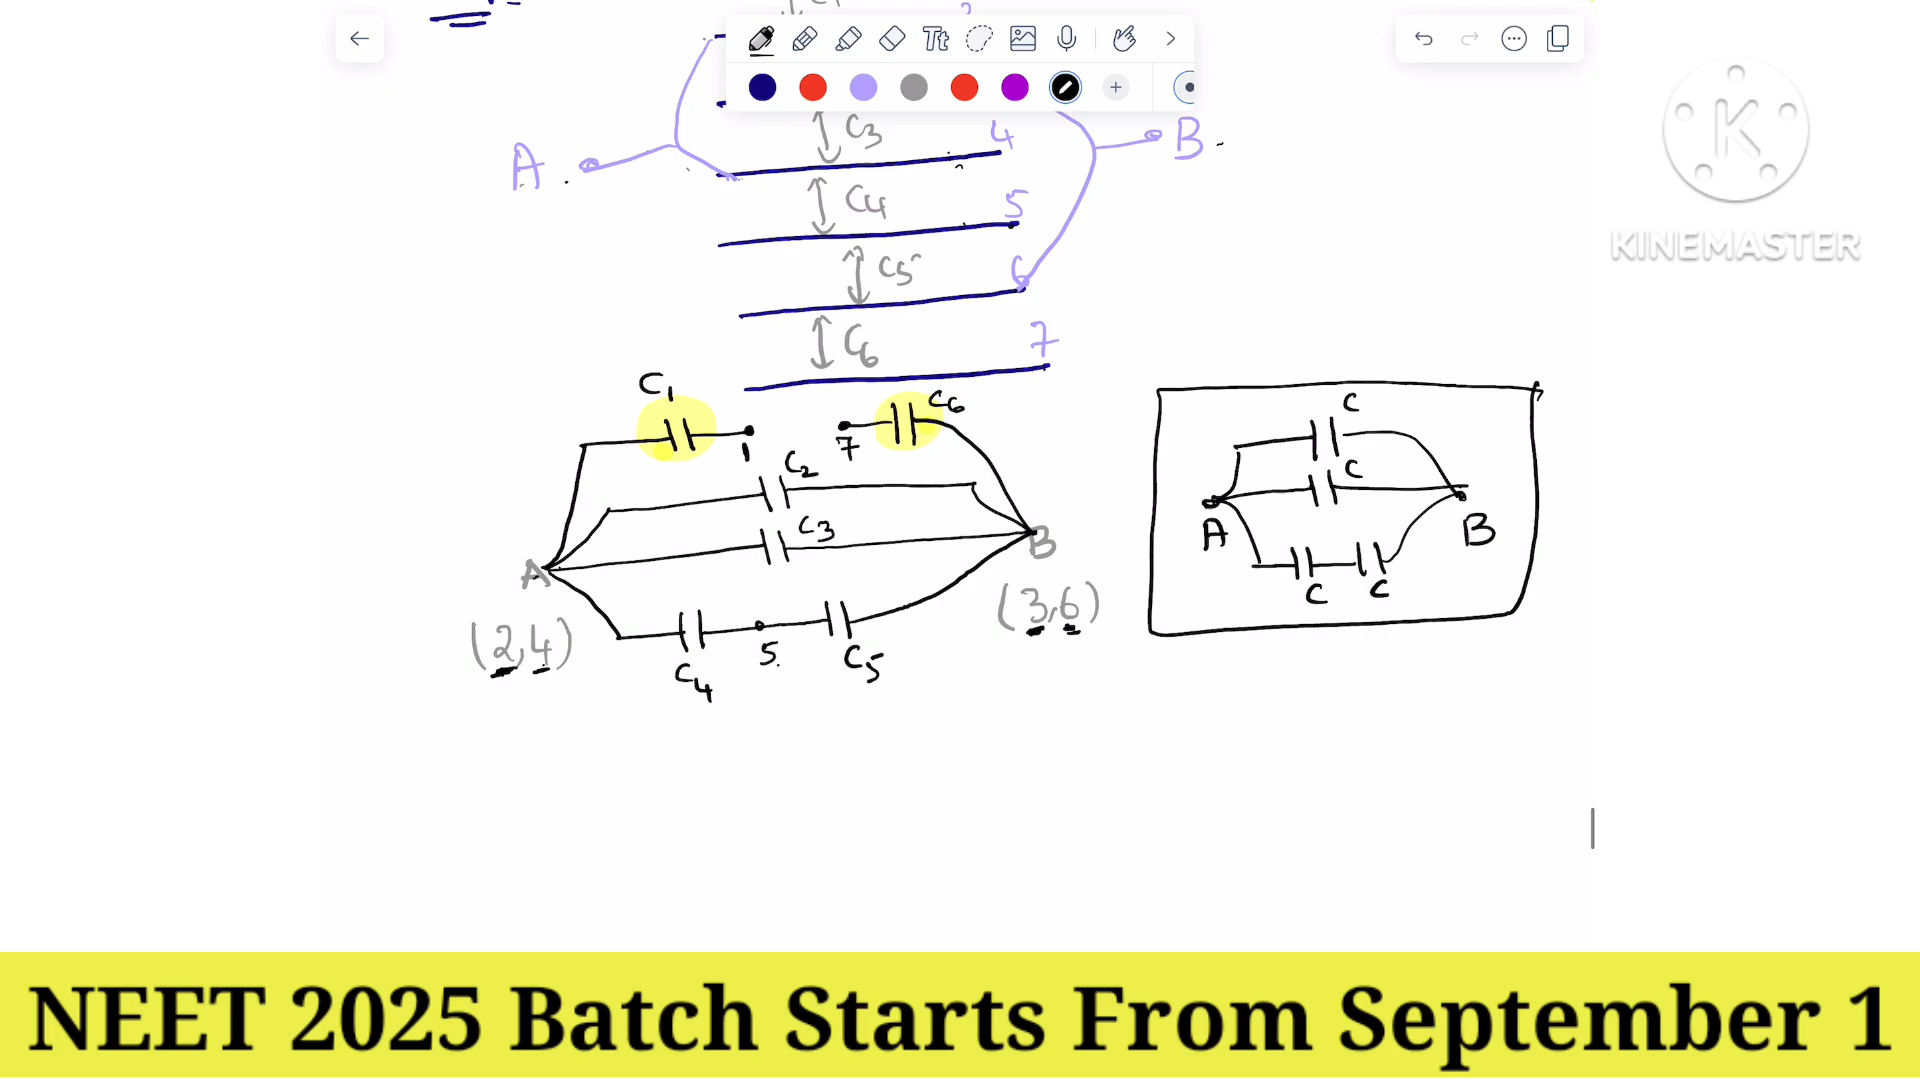 Tt
C3
4
A
B
C4
5
KINEMASTER
C5
6
C6
7
C1
C6
1
7
C2
C3
A
B
(2,4)
(3,6)
C4
5
C5
C
C
A
B
C
C
NEET 2025 Batch Starts From September 1